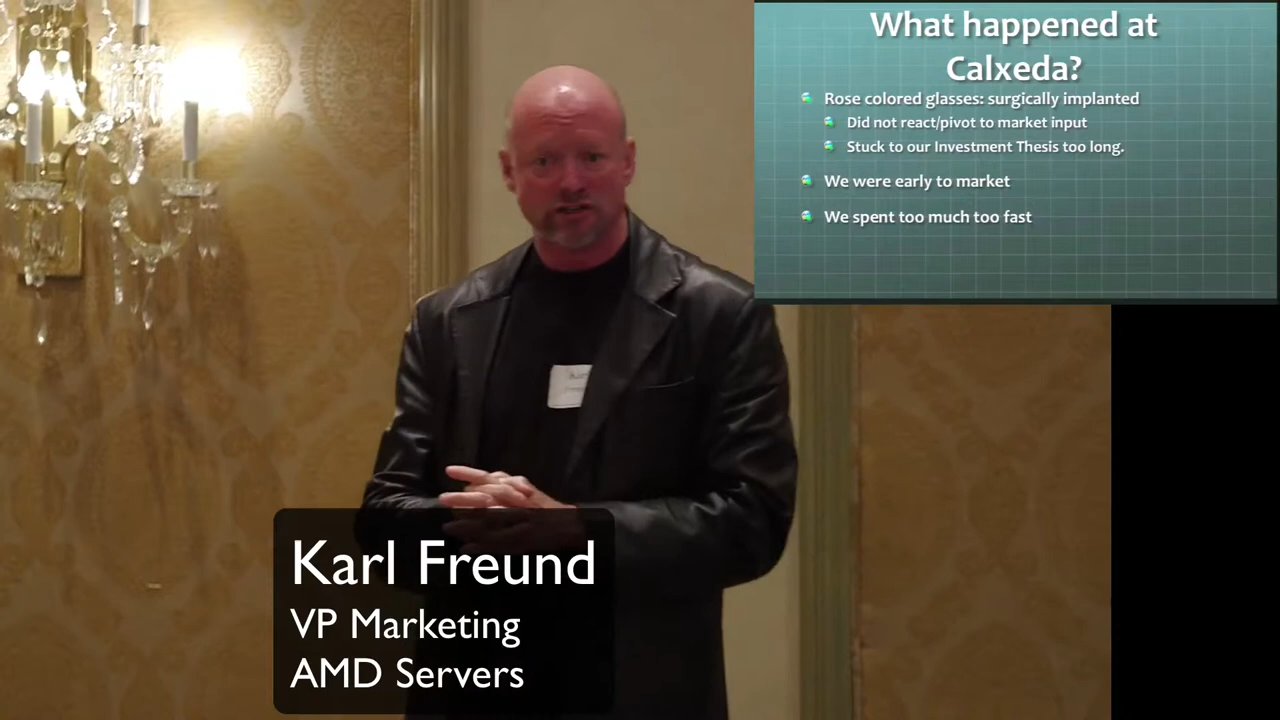 What happened at
Calxeda?
Rose colored glasses: surgically implanted
Did not react/pivot to market input
Stuck to our Investment Thesis too long.
We were early to market
We spent too much too fast
Karl Freund
VP Marketing
AMD Servers